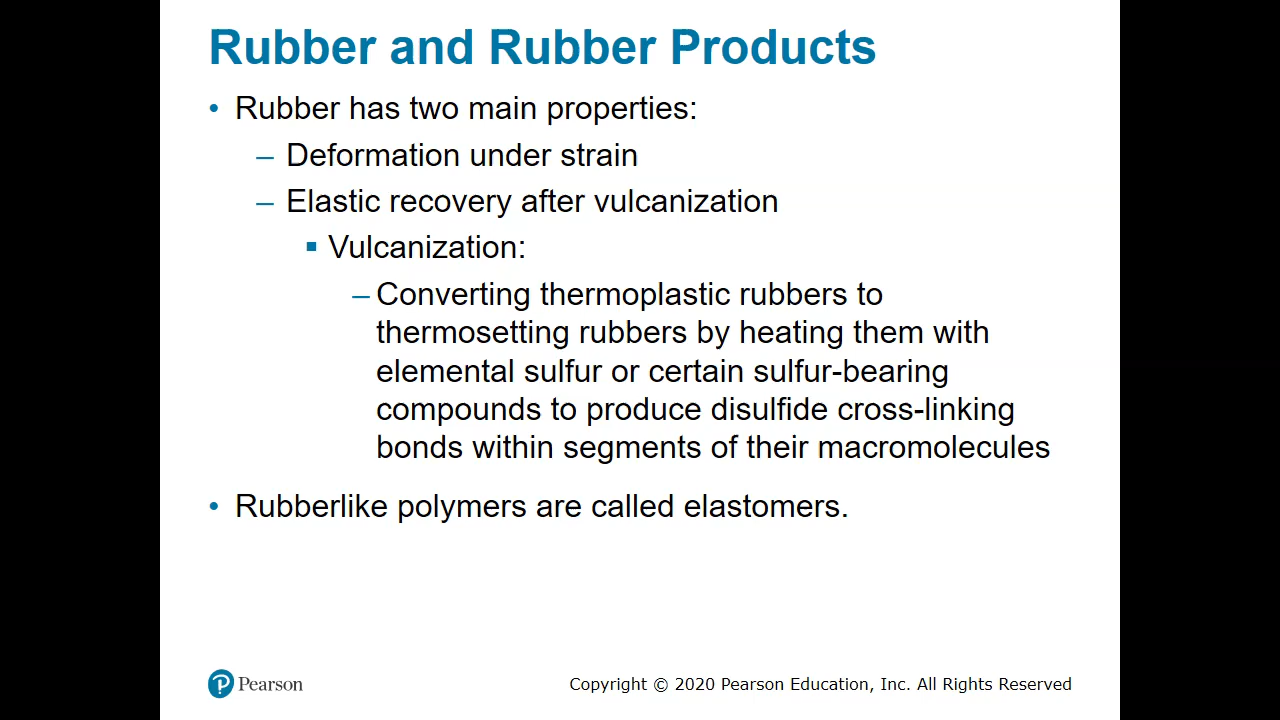 Rubber and Rubber Products
• Rubber has two main properties:
– Deformation under strain
– Elastic recovery after vulcanization
▪ Vulcanization:
– Converting thermoplastic rubbers to
thermosetting rubbers by heating them with
elemental sulfur or certain sulfur-bearing
compounds to produce disulfide cross-linking
bonds within segments of their macromolecules
• Rubberlike polymers are called elastomers.
P Pearson
Copyright © 2020 Pearson Education, Inc. All Rights Reserved